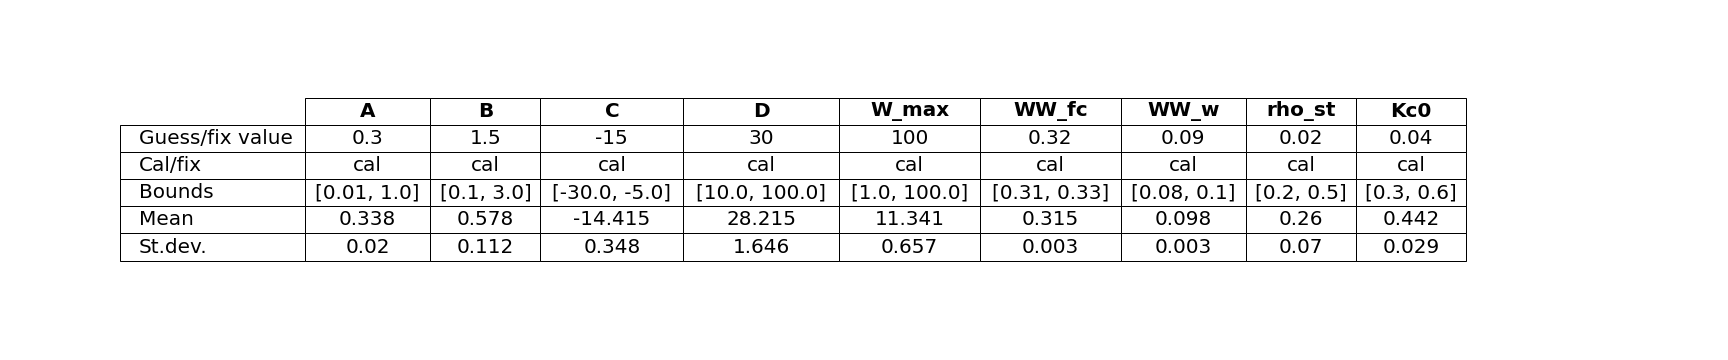 A B C D W_max WW_fc WW_w rho_st Kc0
Guess/fix value 0.3 1.5 -15 30 100 0.32 0.09 0.02 0.04
Cal/fix cal cal cal cal cal cal cal cal cal
Bounds [0.01, 1.0] [0.1, 3.0] [-30.0, -5.0] [10.0, 100.0] [1.0, 100.0] [0.31, 0.33] [0.08, 0.1] [0.2, 0.5] [0.3, 0.6]
Mean 0.338 0.578 -14.415 28.215 11.341 0.315 0.098 0.26 0.442
St.dev. 0.02 0.112 0.348 1.646 0.657 0.003 0.003 0.07 0.029